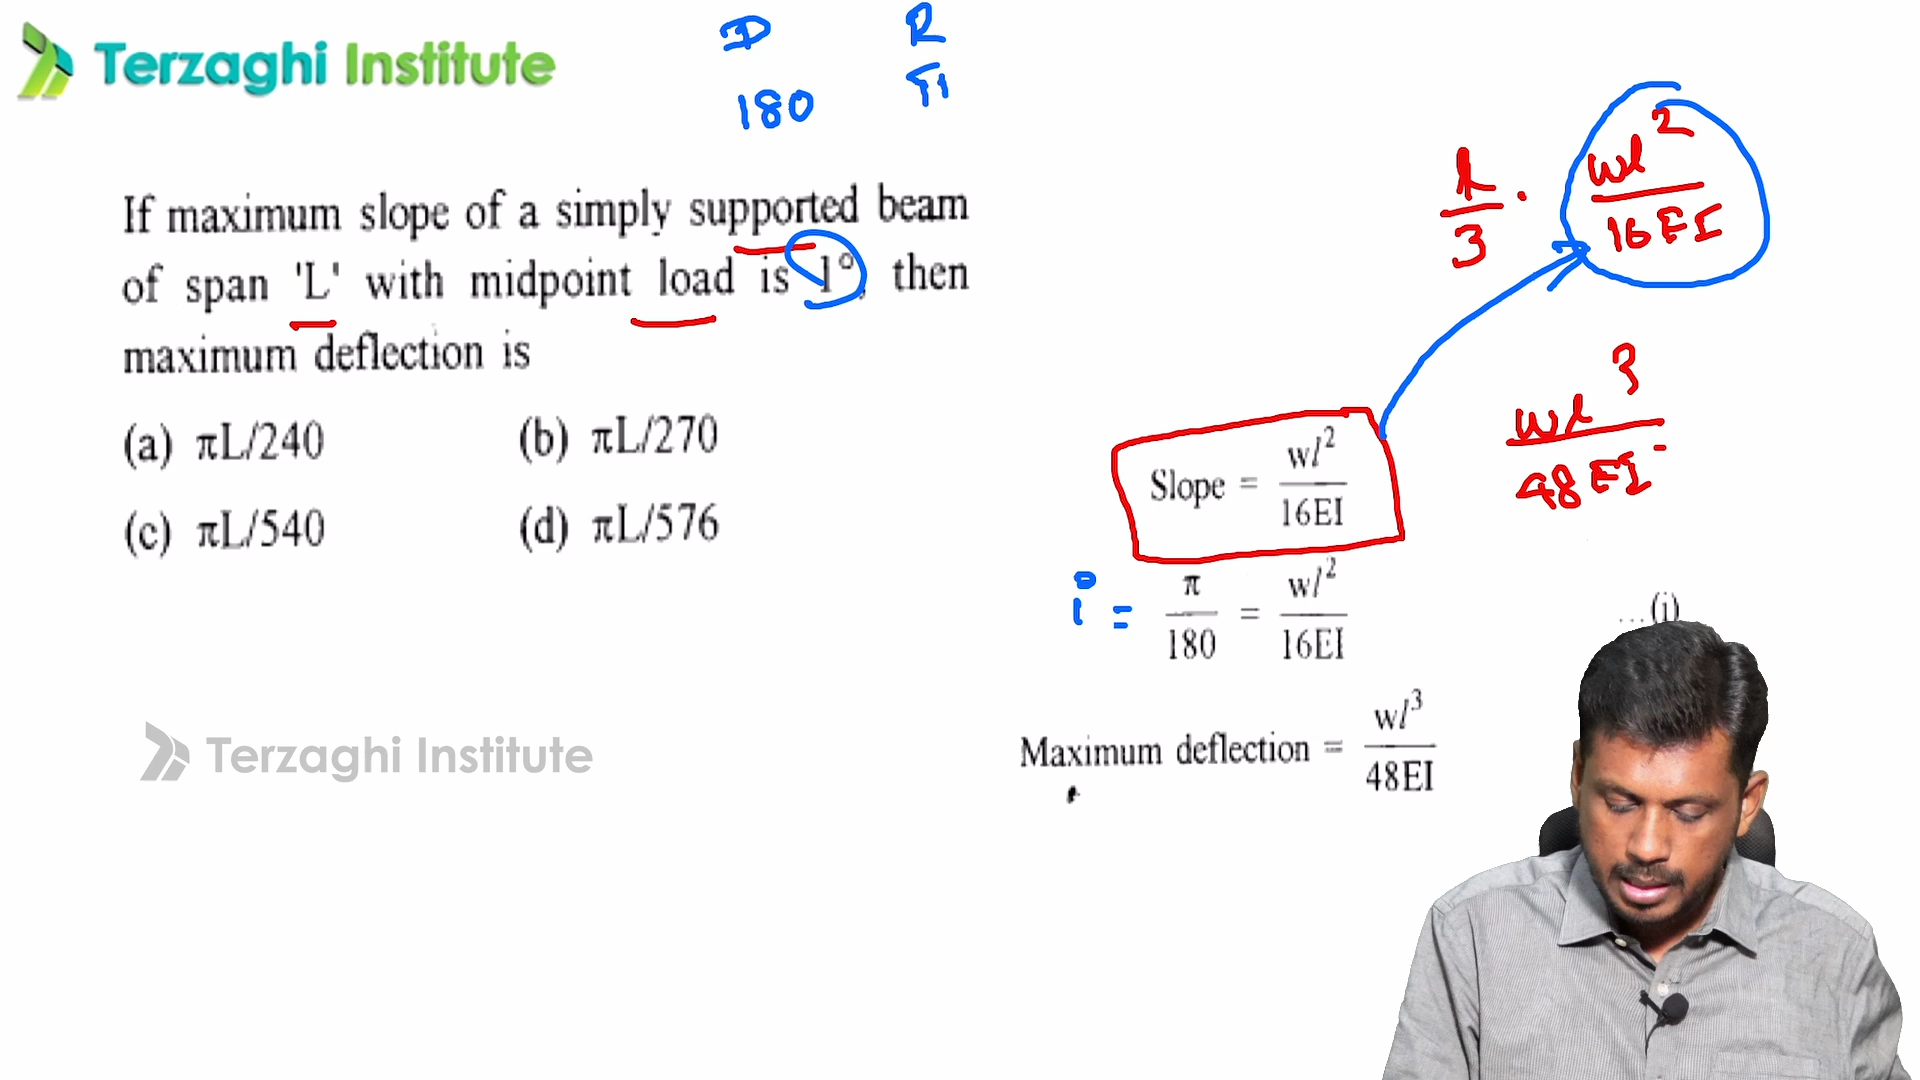 Terzaghi Institute
D R
180 π
If maximum slope of a simply supported beam
of span 'L' with midpoint load is 1°, then
maximum deflection is
(a) πL/240 (b) πL/270
(c) πL/540 (d) πL/576
l/3 . wl²/16EI
wl³/48EI
Slope = wl²/16EI
i = π/180 = wl²/16EI ...(i)
Maximum deflection = wl³/48EI
Terzaghi Institute